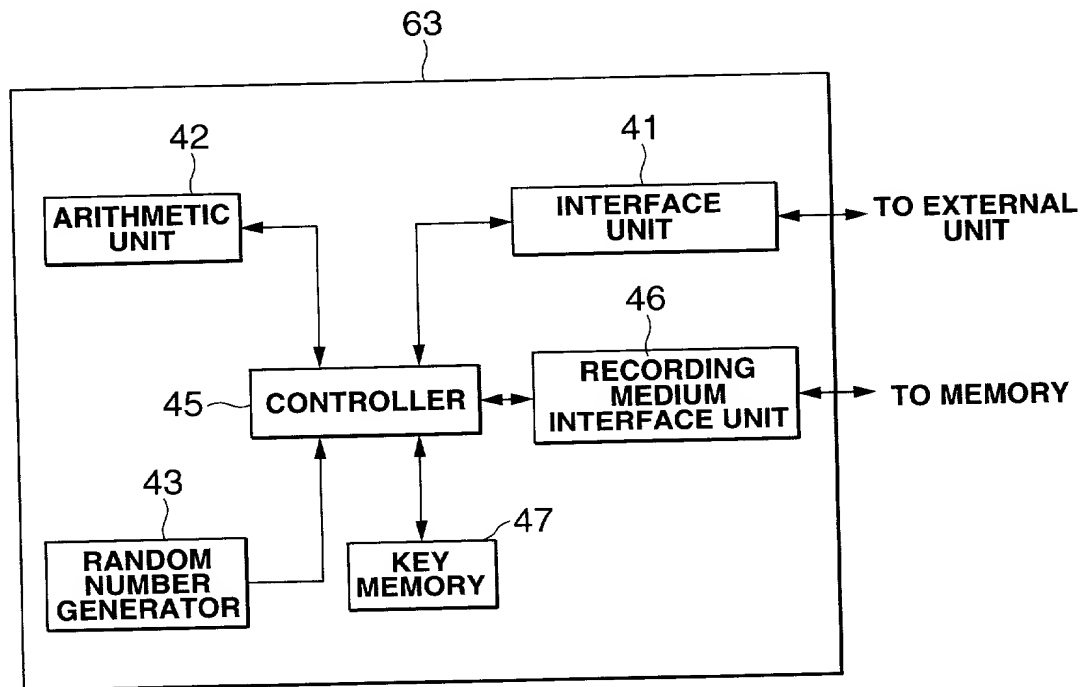 63
42
ARITHMETIC
UNIT
41
INTERFACE
UNIT
TO EXTERNAL
UNIT
46
RECORDING
MEDIUM
INTERFACE UNIT
TO MEMORY
45
CONTROLLER
43
RANDOM
NUMBER
GENERATOR
47
KEY
MEMORY